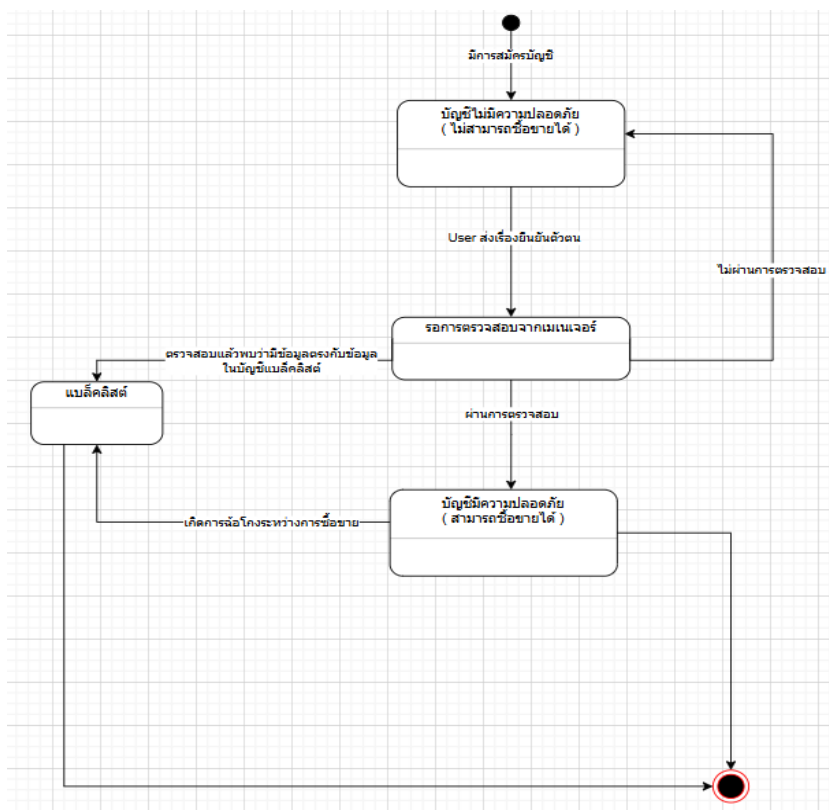 มีการสมัครบัญชี
บัญชีไม่มีความปลอดภัย
( ไม่สามารถซื้อขายได้ )
User ส่งเรื่องยืนยันตัวตน
ไม่ผ่านการตรวจสอบ
รอการตรวจสอบจากเมเนเจอร์
ตรวจสอบแล้วพบว่ามีข้อมูลตรงกับข้อมูล
ในบัญชีแบล็คลิสต์
แบล็คลิสต์
ผ่านการตรวจสอบ
บัญชีมีความปลอดภัย
( สามารถซื้อขายได้ )
เกิดการฉ้อโกงระหว่างการซื้อขาย